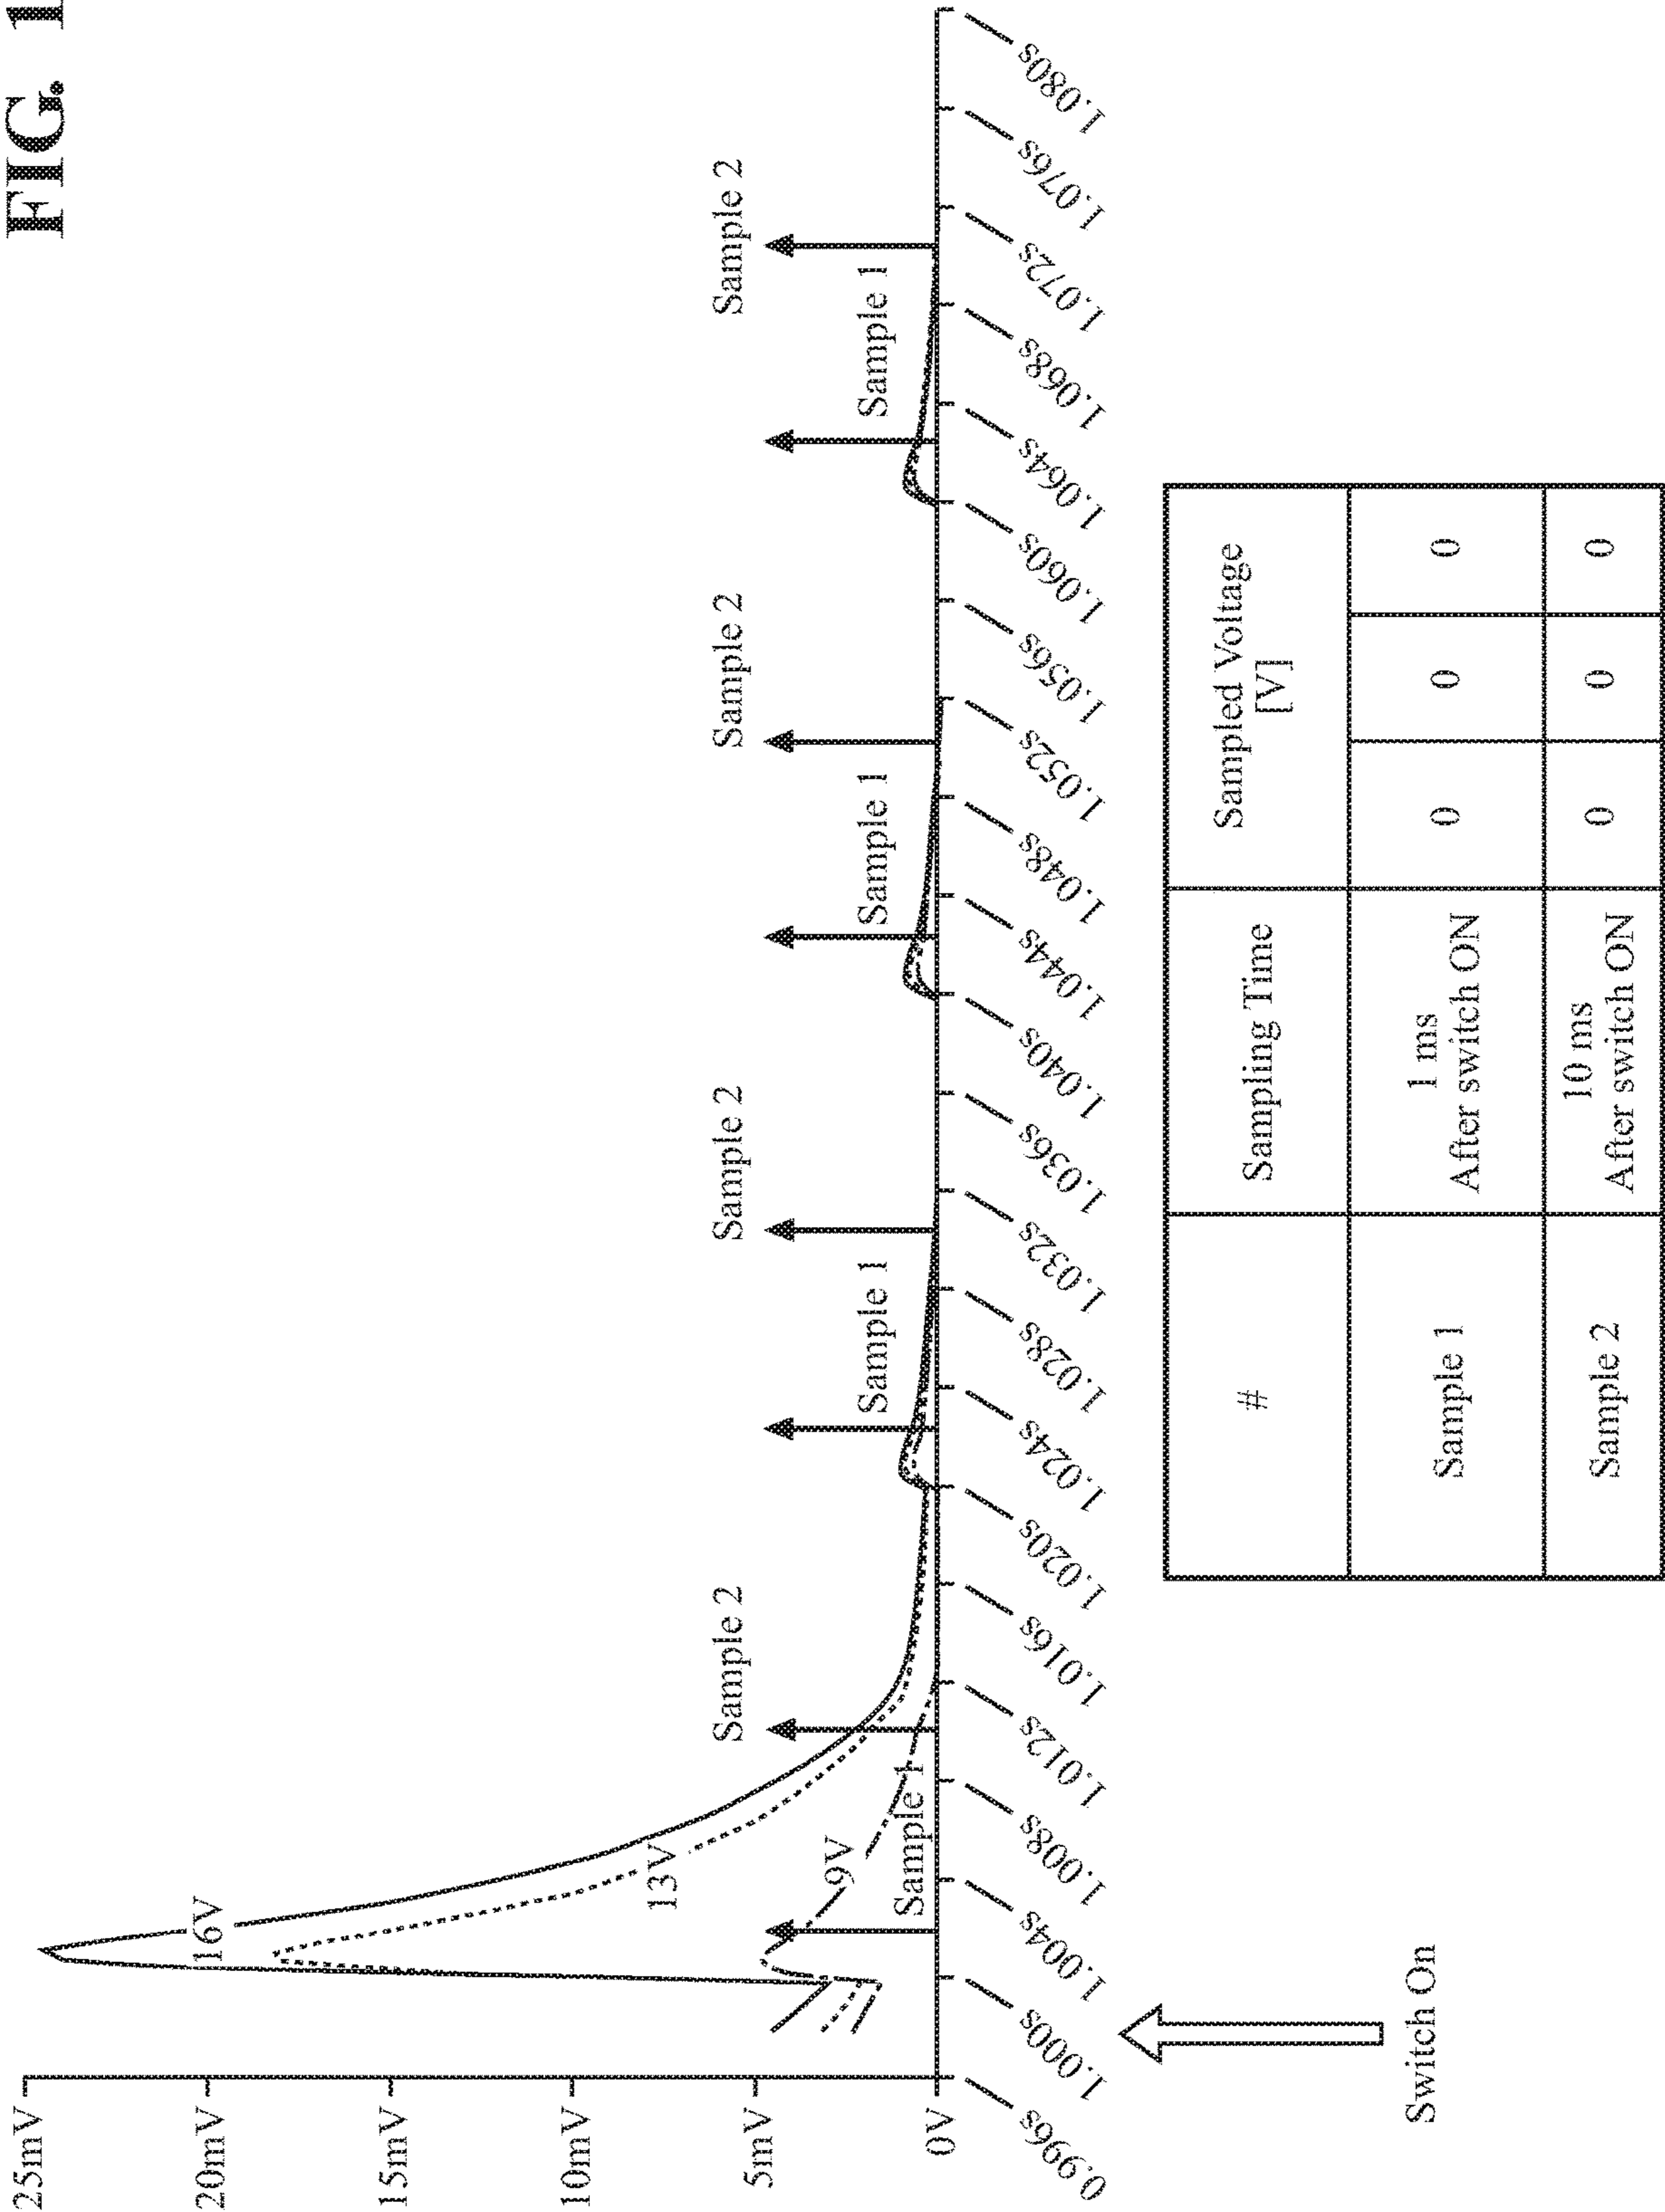 FIG. 1
25mV
20mV
15mV
10mV
5mV
0V
16V
13V
9V
Sample 1
Sample 2
Sample 1
Sample 2
Sample 1
Sample 2
Sample 1
Sample 2
0.996s
1.000s
1.004s
1.008s
1.012s
1.016s
1.020s
1.024s
1.028s
1.032s
1.036s
1.040s
1.044s
1.048s
1.052s
1.056s
1.060s
1.064s
1.068s
1.072s
1.076s
1.080s
Switch On
# Sampling Time Sampled Voltage
[V]
Sample 1 1 ms
After switch ON 0 0 0
Sample 2 10 ms
After switch ON 0 0 0